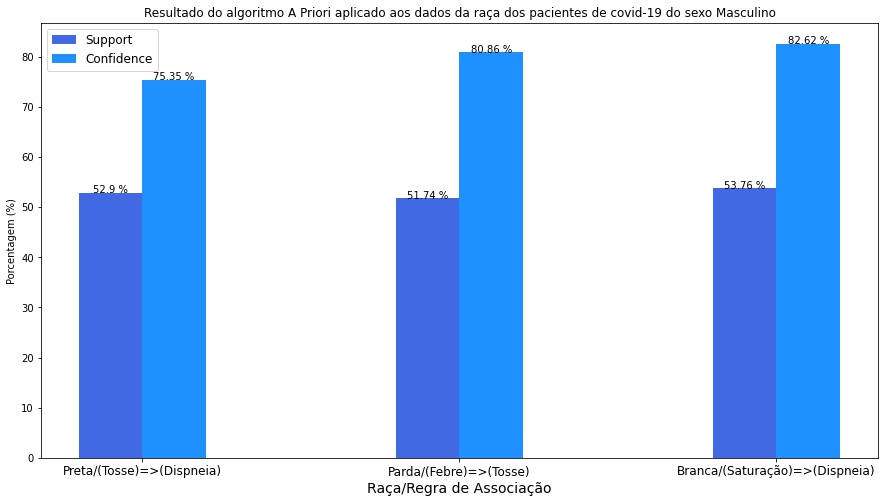 Resultado do algoritmo A Priori aplicado aos dados da raça dos pacientes de covid-19 do sexo Masculino
Support
Confidence
75.35 %
80.86 %
82.62 %
52.9 %
51.74 %
53.76 %
Porcentagem (%)
80
70
60
50
40
30
20
10
0
Preta/(Tosse)=>(Dispneia)
Parda/(Febre)=>(Tosse)
Branca/(Saturação)=>(Dispneia)
Raça/Regra de Associação